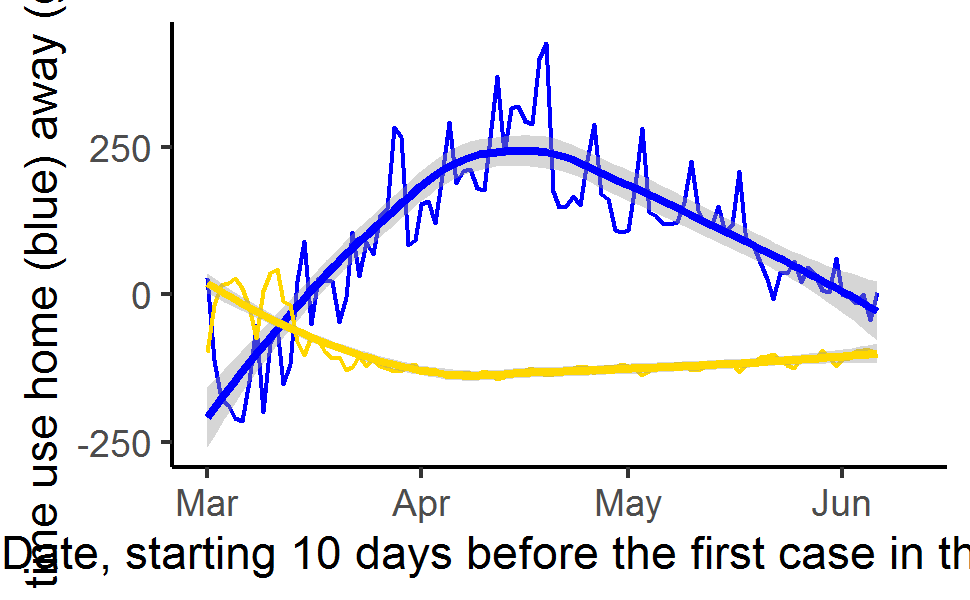 time use home (blue) away (
250
0
-250
Mar Apr May Jun
Date, starting 10 days before the first case in th